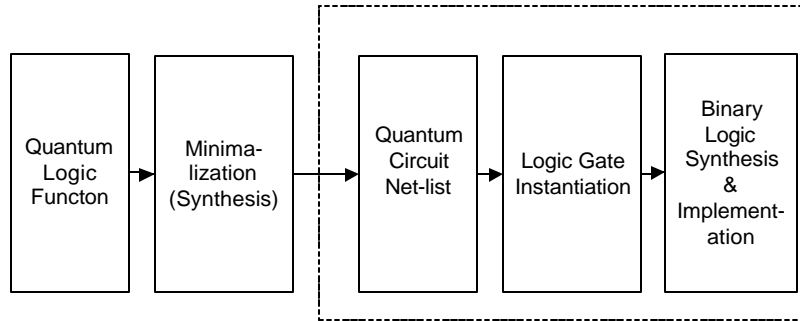 Quantum
Logic
Functon
Minima-
lization
(Synthesis)
Quantum
Circuit
Net-list
Logic Gate
Instantiation
Binary
Logic
Synthesis
&
Implement-
ation